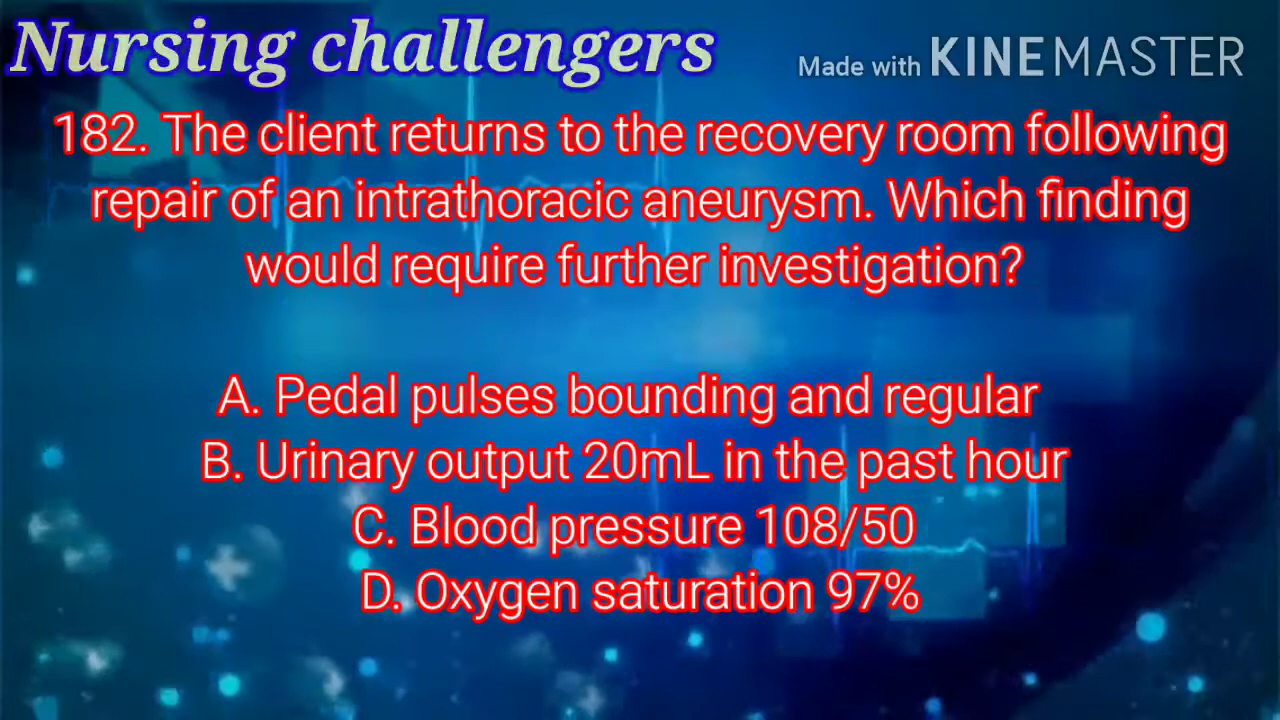 Nursing challengers
Made with KINEMASTER
182. The client returns to the recovery room following
repair of an intrathoracic aneurysm. Which finding
would require further investigation?
A. Pedal pulses bounding and regular
B. Urinary output 20mL in the past hour
C. Blood pressure 108/50
D. Oxygen saturation 97%